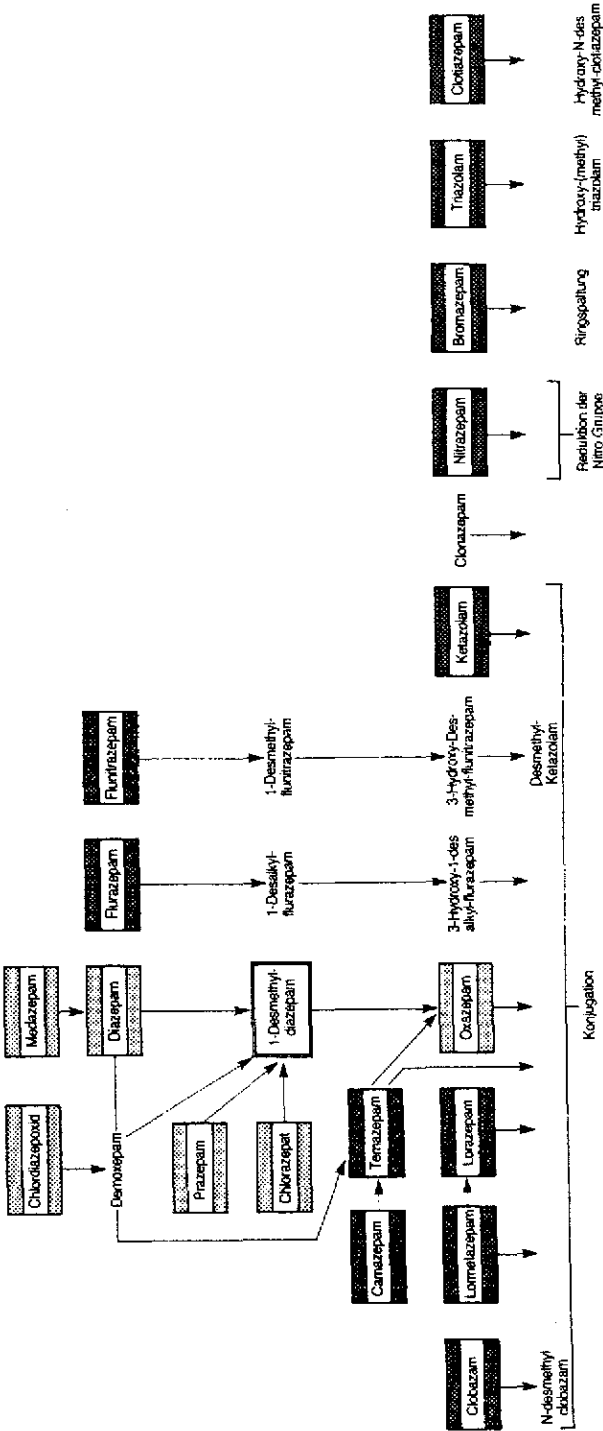 Medazepam
Chlordiazepoxid
Diazepam
Flurazepam
Flunitrazepam
Demoxepam
Prazepam
Chlorazepat
1-Desmethyl-
diazepam
1-Desalkyl-
flurazepam
1-Desmethyl-
flunitrazepam
Camazepam
Temazepam
Clobazam
Lormetazepam
Lorazepam
Oxazepam
3-Hydroxy-1-des
alkyl-flurazepam
3-Hydroxy-Des-
methyl-flunitrazepam
Ketazolam
Clonazepam
Nitrazepam
Bromazepam
Triazolam
Clotiazepam
N-desmethyl
clobazam
Desmethyl-
Ketazolam
Konjugation
Reduktion der
Nitro Gruppe
Ringspaltung
Hydroxy-(methyl)
triazolam
Hydroxy-N-des
methyl-clotiazepam